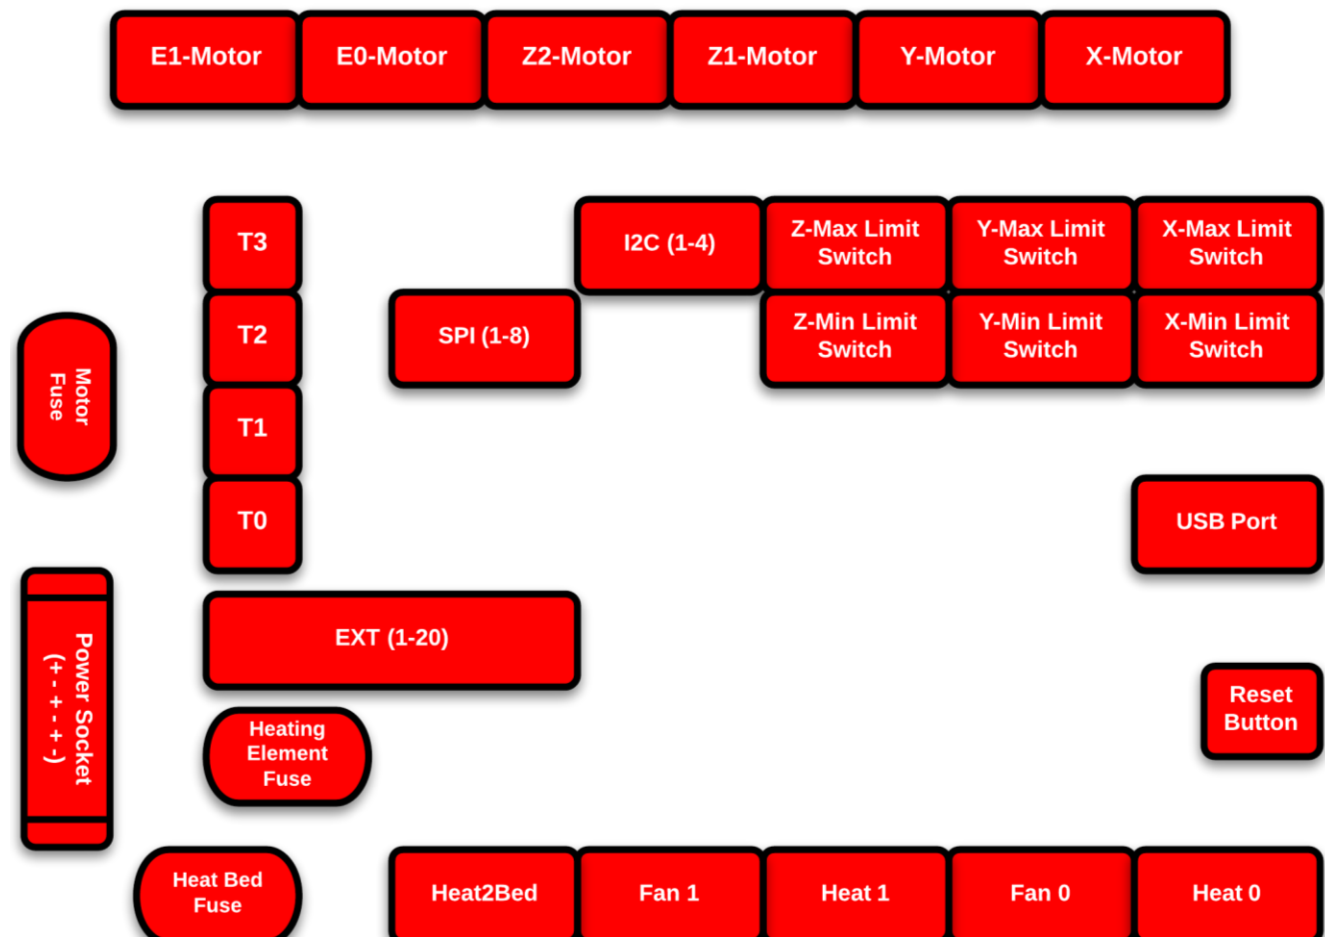 E1-Motor
E0-Motor
Z2-Motor
Z1-Motor
Y-Motor
X-Motor
T3
I2C (1-4)
Z-Max Limit
Switch
Y-Max Limit
Switch
X-Max Limit
Switch
T2
SPI (1-8)
Z-Min Limit
Switch
Y-Min Limit
Switch
X-Min Limit
Switch
Motor
Fuse
T1
T0
USB Port
EXT (1-20)
Power Socket
(+ - + - + -)
Reset
Button
Heating
Element
Fuse
Heat Bed
Fuse
Heat2Bed
Fan 1
Heat 1
Fan 0
Heat 0